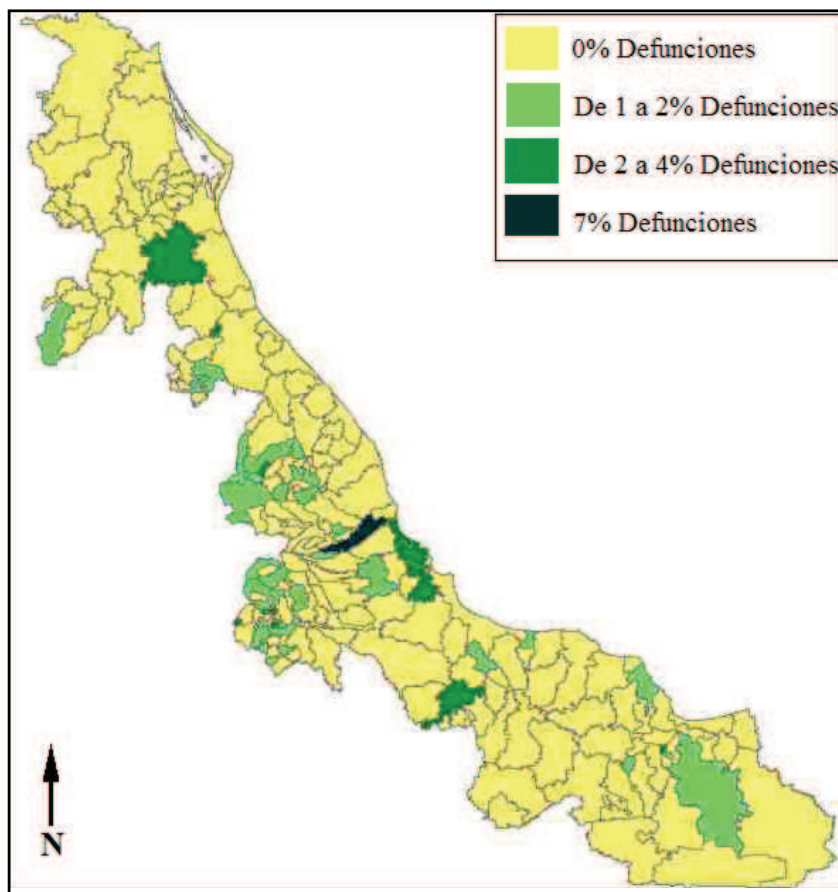 0% Defunciones
De 1 a 2% Defunciones
De 2 a 4% Defunciones
7% Defunciones
N